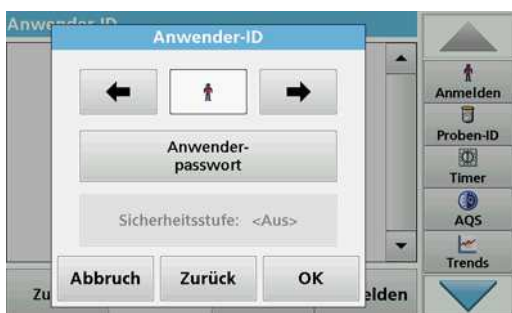 Anwender-ID
Anwender-ID
Anwender-
passwort
Sicherheitsstufe: <Aus>
Abbruch Zurück OK
Zu elden
Anmelden
Proben-ID
Timer
AQS
Trends